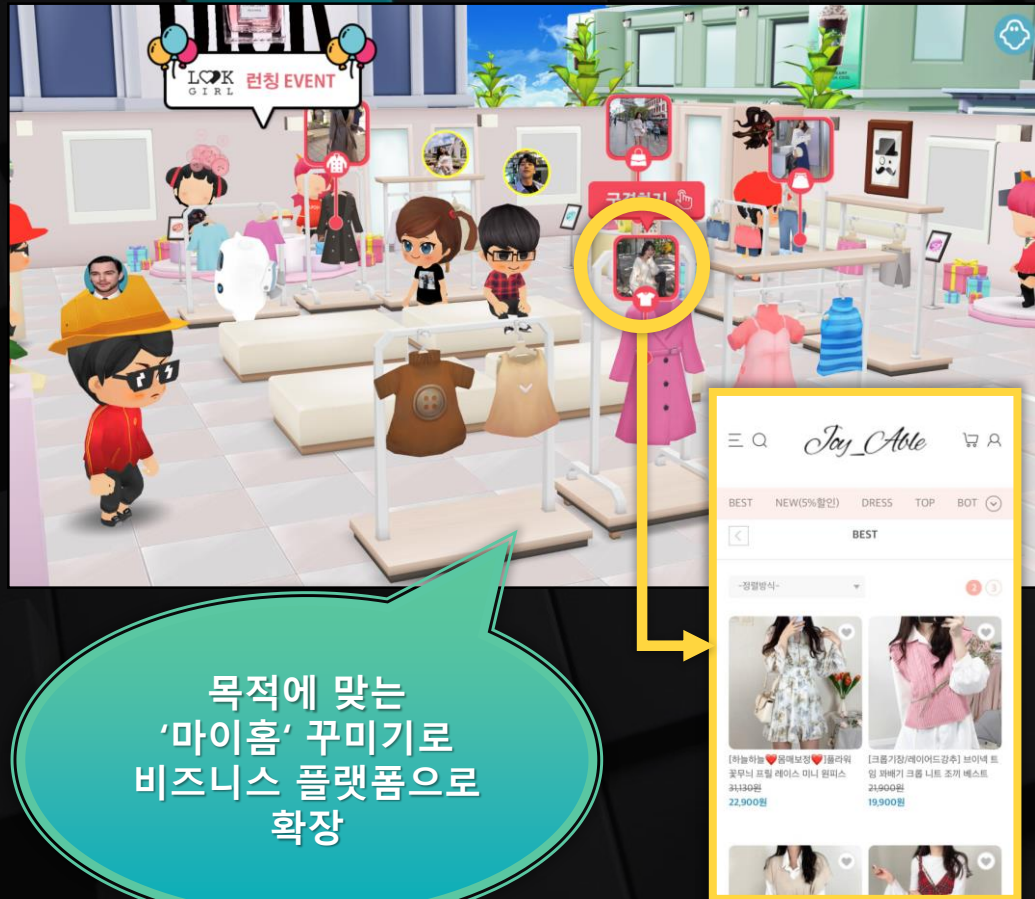 LOOK
GIRL
런칭 EVENT
구경하기
Joy_Able
BEST NEW(5%할인) DRESS TOP BOT
BEST
-정렬방식-
2 3
[하늘하늘❤️몸매보정❤️]플라워
꽃무늬 프릴 레이스 미니 원피스
31,130원
22,900원
[크롭기장/레이어드강추] 브이넥 트
임 꽈배기 크롭 니트 조끼 베스트
21,900원
19,900원
목적에 맞는
‘마이홈‘ 꾸미기로
비즈니스 플랫폼으로
확장